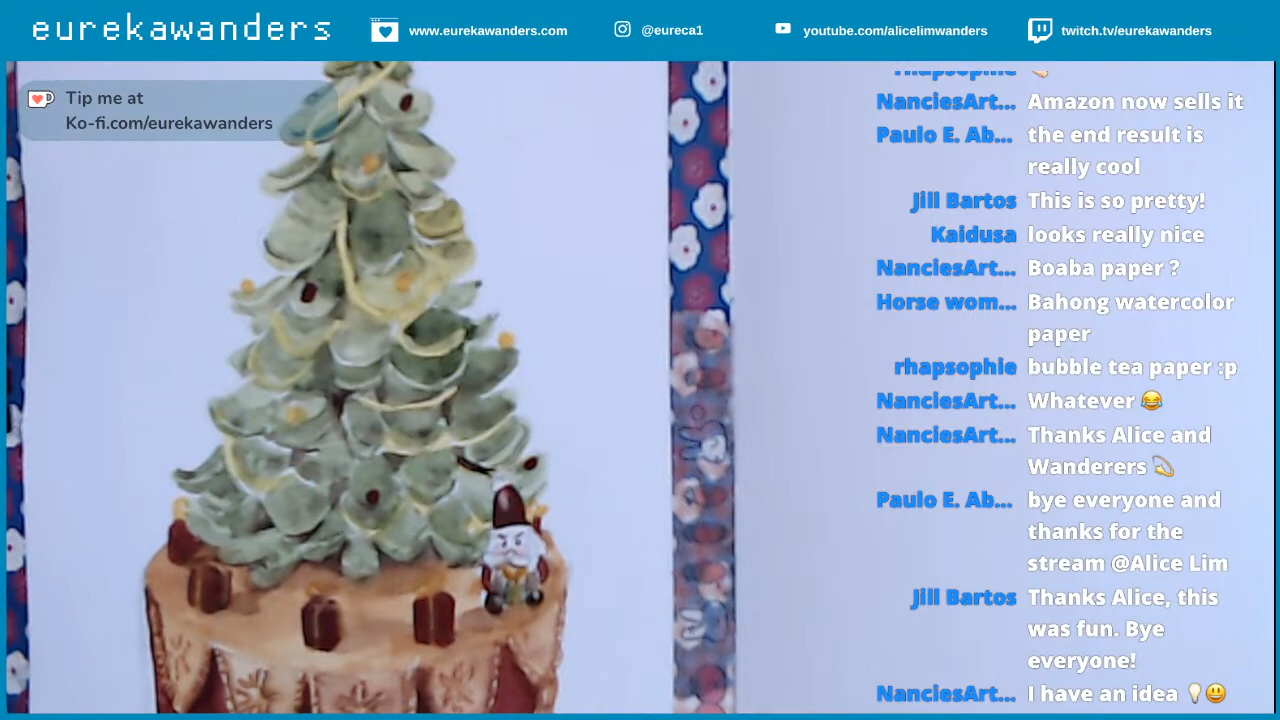 eurekawanders
www.eurekawanders.com
@eureca1
youtube.com/alicelimwanders
twitch.tv/eurekawanders
Tip me at
Ko-fi.com/eurekawanders
rhapsophie 👏
NanciesArt... Amazon now sells it
Paulo E. Ab... the end result is
really cool
Jill Bartos This is so pretty!
Kaidusa looks really nice
NanciesArt... Boaba paper ?
Horse wom... Bahong watercolor
paper
rhapsophie bubble tea paper :p
NanciesArt... Whatever 😂
NanciesArt... Thanks Alice and
Wanderers 💫
Paulo E. Ab... bye everyone and
thanks for the
stream @Alice Lim
Jill Bartos Thanks Alice, this
was fun. Bye
everyone!
NanciesArt... I have an idea 💡😃